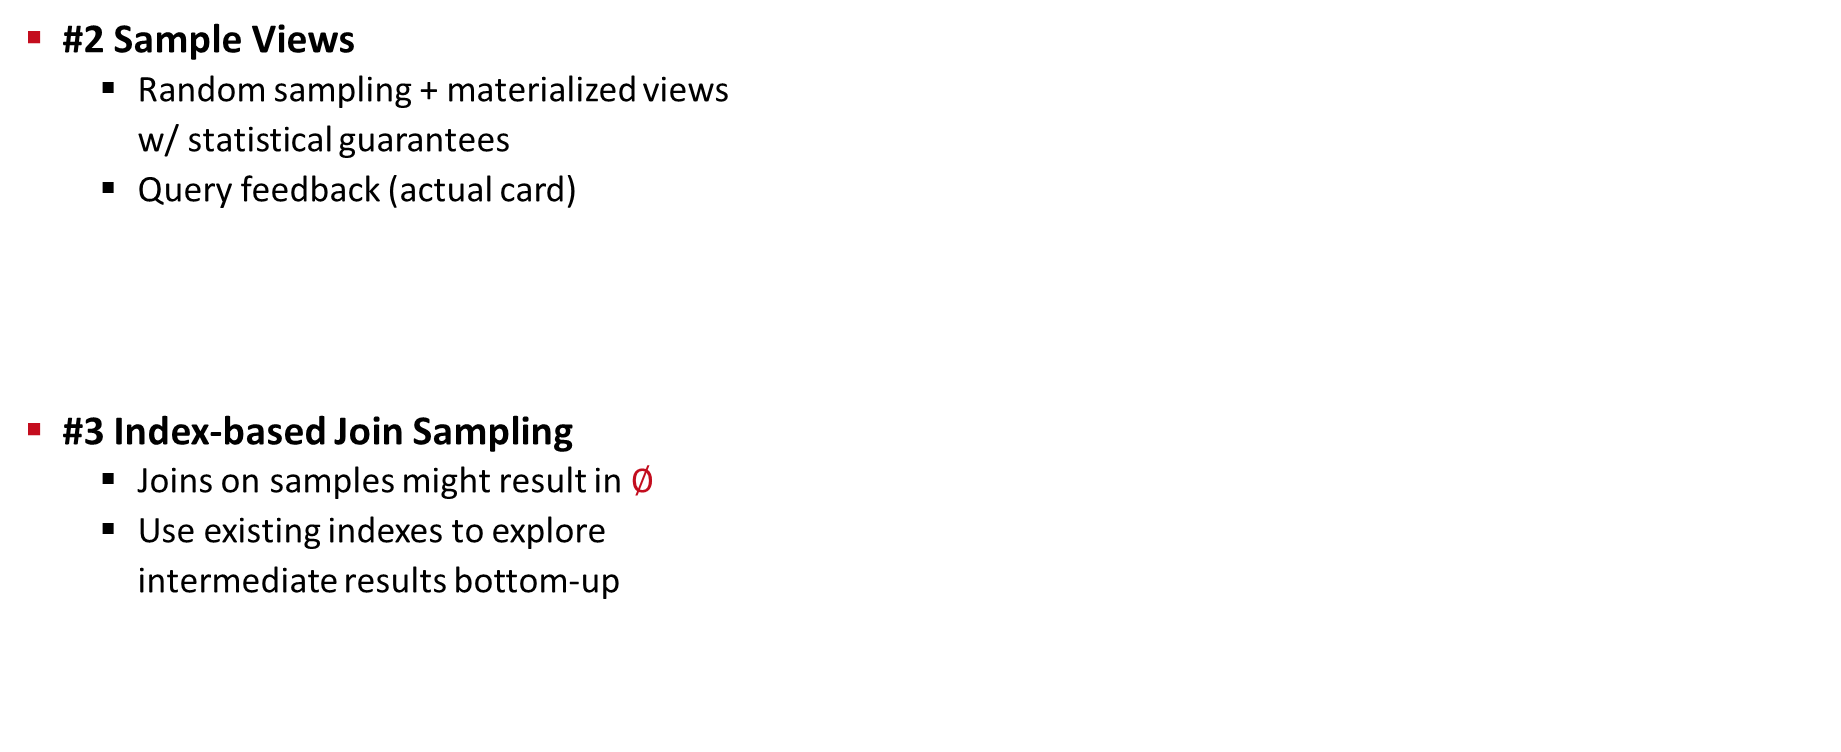 ▪ #2 Sample Views
▪ Random sampling + materialized views
w/ statistical guarantees
▪ Query feedback (actual card)
▪ #3 Index-based Join Sampling
▪ Joins on samples might result in Ø
▪ Use existing indexes to explore
intermediate results bottom-up